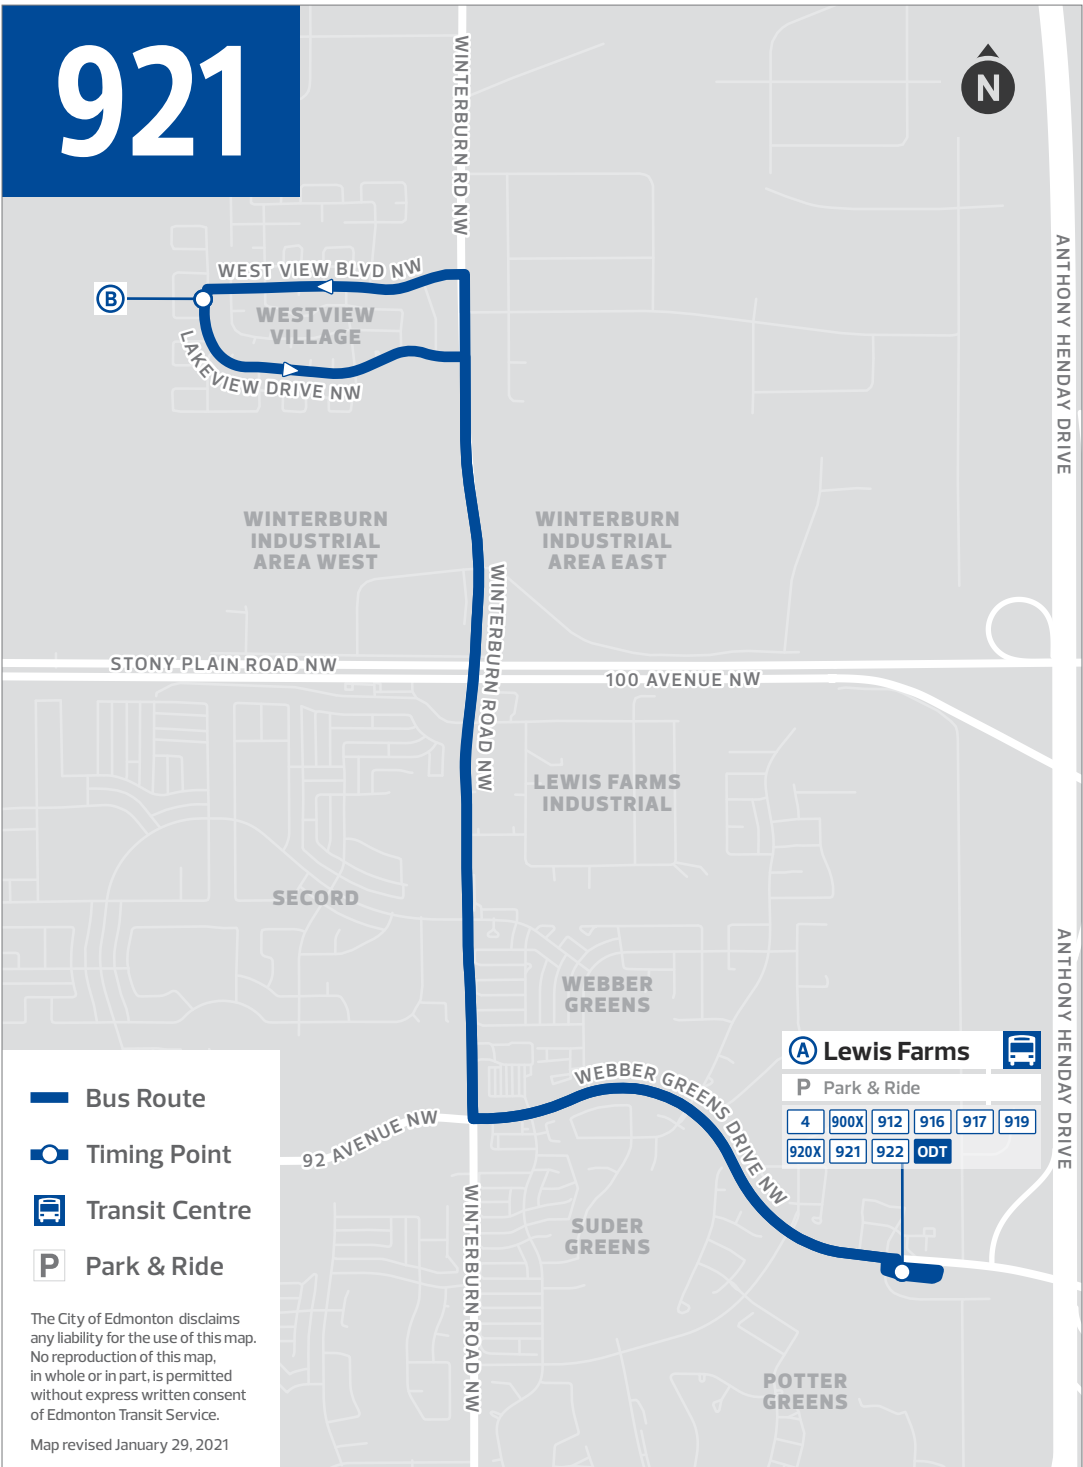 921
N
WINTERBURN RD NW
ANTHONY HENDAY DRIVE
WEST VIEW BLVD NW
B
WESTVIEW
VILLAGE
LAKEVIEW DRIVE NW
WINTERBURN
INDUSTRIAL
AREA WEST
WINTERBURN
INDUSTRIAL
AREA EAST
WINTERBURN ROAD NW
STONY PLAIN ROAD NW
100 AVENUE NW
LEWIS FARMS
INDUSTRIAL
SECORD
WEBBER
GREENS
ANTHONY HENDAY DRIVE
A Lewis Farms
P Park & Ride
4 900X 912 916 917 919
920X 921 922 ODT
WEBBER GREENS DRIVE NW
92 AVENUE NW
WINTERBURN ROAD NW
SUDER
GREENS
POTTER
GREENS
Bus Route
Timing Point
Transit Centre
P Park & Ride
The City of Edmonton disclaims
any liability for the use of this map.
No reproduction of this map,
in whole or in part, is permitted
without express written consent
of Edmonton Transit Service.
Map revised January 29, 2021